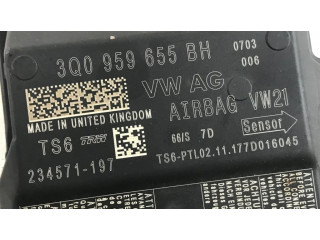 3Q0 959 655 BH 0703
006
VW AG
AIRBAG VW21
MADE IN UNITED KINGDOM
66/S 7D Sensor
TS6 TRW
TS6-PTL02.11.177D016045
234571-197